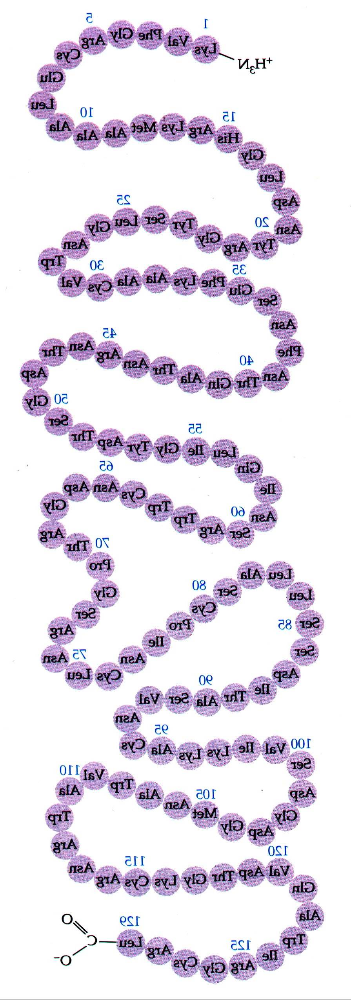 +H3N
1 5
Lys Val Phe Gly Arg Cys Glu Leu
10 15
Ala Ala Ala Met Lys Arg His Gly Leu Asp Asn
20 25
Tyr Arg Gly Tyr Ser Leu Gly Asn Trp
30 35
Val Cys Ala Ala Lys Phe Glu Ser Asn Phe
40 45
Asn Thr Gln Ala Thr Asn Arg Asn Thr Asp Gly
50 55
Ser Thr Asp Tyr Gly Ile Leu Gln Ile
60 65
Asn Ser Arg Trp Trp Cys Asn Asp Gly Arg
70
Thr Pro Gly Ser Arg
75 80
Asn Leu Cys Asn Ile Pro Cys Ser Ala Leu Leu
85
Ser Ser Asp
90
Ile Thr Ala Ser Val Asn
95 100
Cys Ala Lys Lys Ile Val Ser Asp Gly
105 110
Asp Gly Met Asn Ala Trp Val Ala Trp Arg
115 120
Asn Arg Cys Lys Gly Thr Asp Val Gln Ala Trp
125 129
Ile Arg Gly Cys Arg Leu
C
O
O−